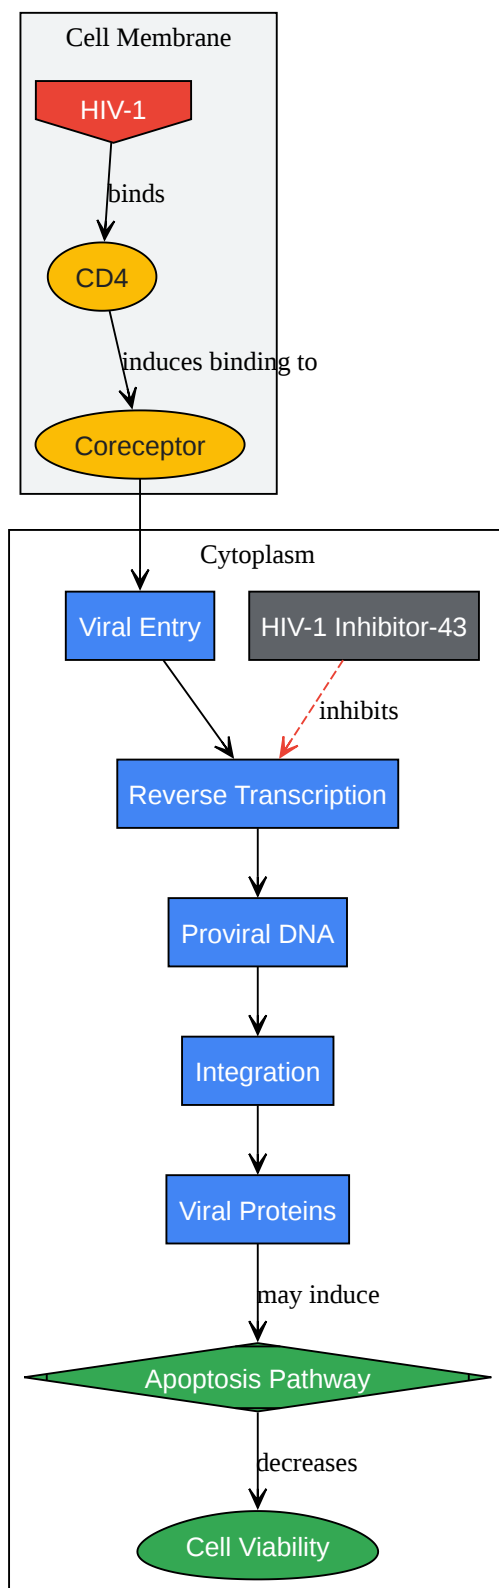 Cell Membrane
HIV-1
binds
CD4
induces binding to
Coreceptor
Cytoplasm
Viral Entry
HIV-1 Inhibitor-43
inhibits
Reverse Transcription
Proviral DNA
Integration
Viral Proteins
may induce
Apoptosis Pathway
decreases
Cell Viability